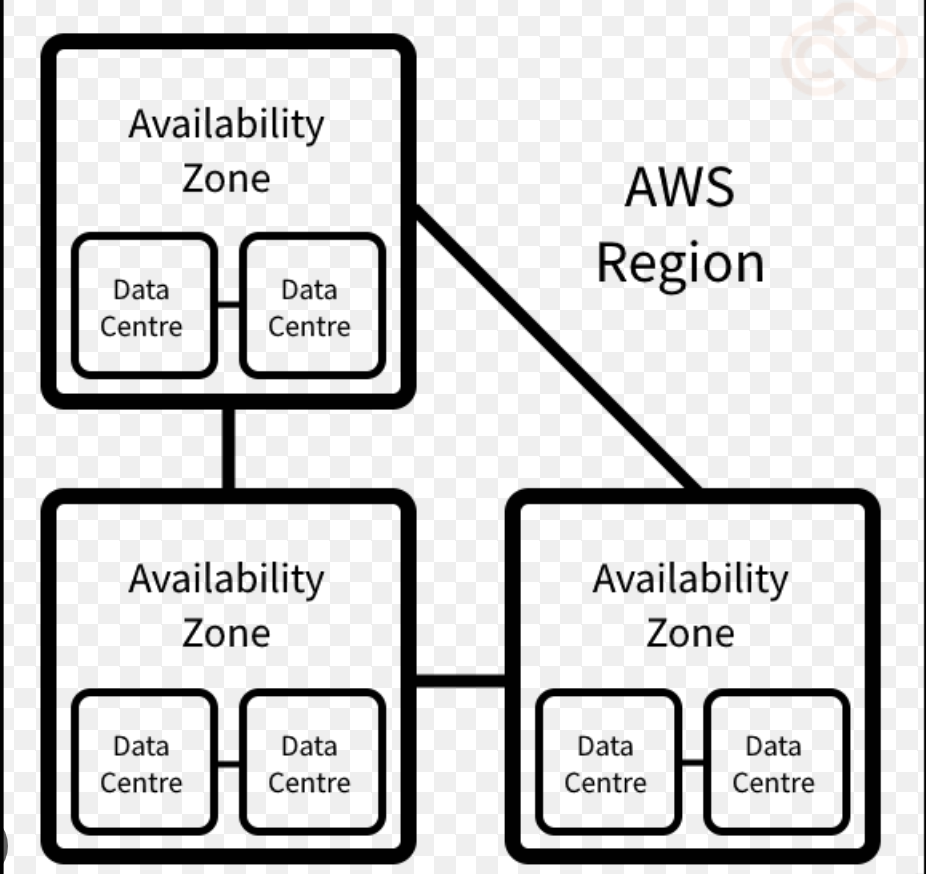 Availability
Zone
Data
Centre
Data
Centre
AWS
Region
Availability
Zone
Data
Centre
Data
Centre
Availability
Zone
Data
Centre
Data
Centre